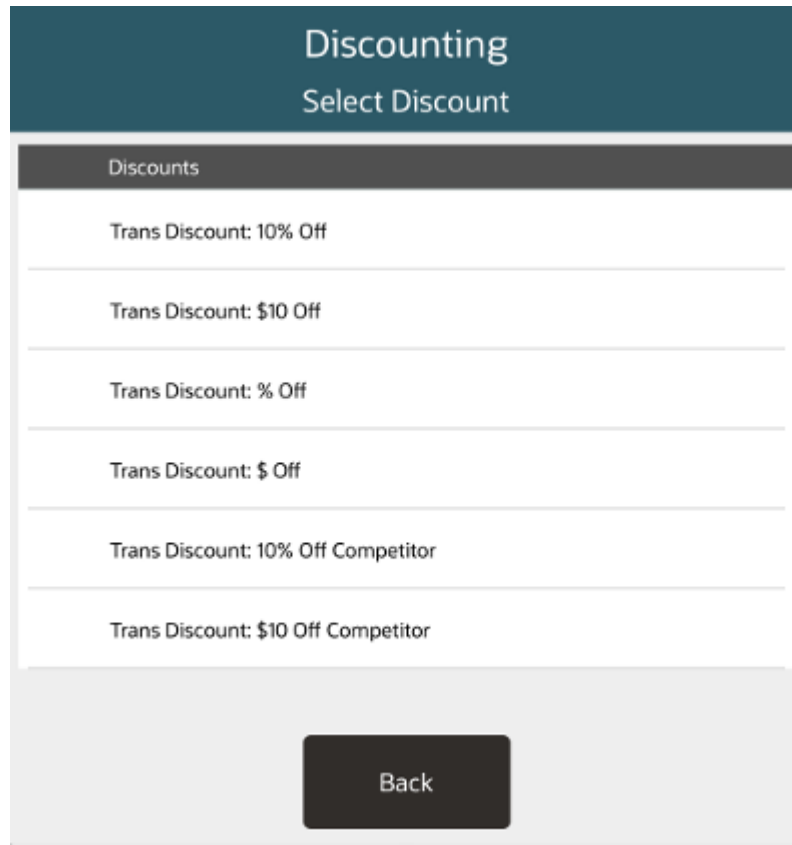 Discounting
Select Discount
Discounts
Trans Discount: 10% Off
Trans Discount: $10 Off
Trans Discount: % Off
Trans Discount: $ Off
Trans Discount: 10% Off Competitor
Trans Discount: $10 Off Competitor
Back